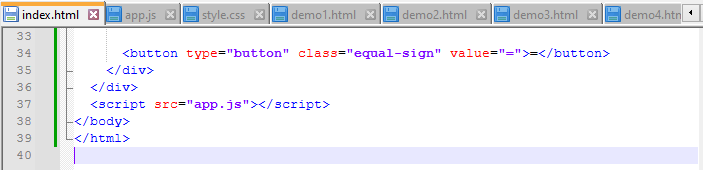 index.html app.js style.css demo1.html demo2.html demo3.html demo4.htm
33
34 <button type="button" class="equal-sign" value="=">=</button>
35 </div>
36 </div>
37 <script src="app.js"></script>
38 </body>
39 </html>
40